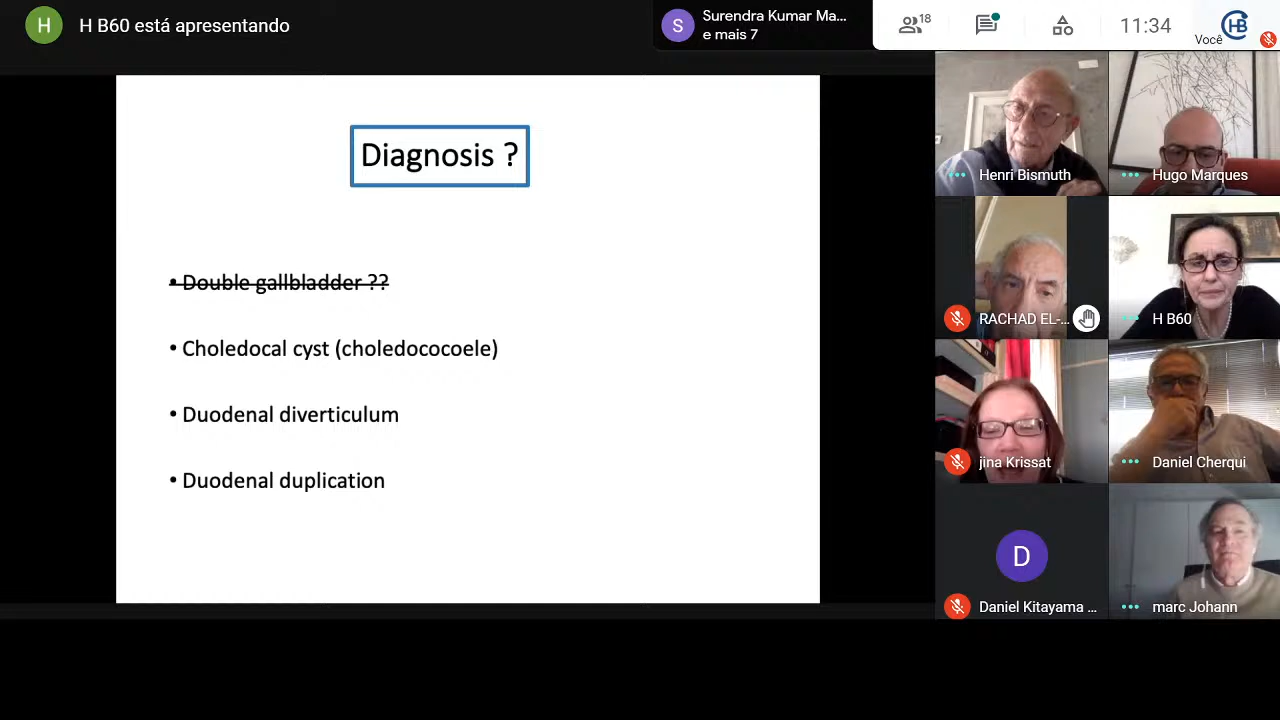 H
H B60 está apresentando
S
Surendra Kumar Ma...
e mais 7
18
11:34
Você
HB
Diagnosis ?
• Double gallbladder ??
• Choledocal cyst (choledococoele)
• Duodenal diverticulum
• Duodenal duplication
Henri Bismuth
Hugo Marques
RACHAD EL-...
H B60
jina Krissat
Daniel Cherqui
D
Daniel Kitayama ...
marc Johann